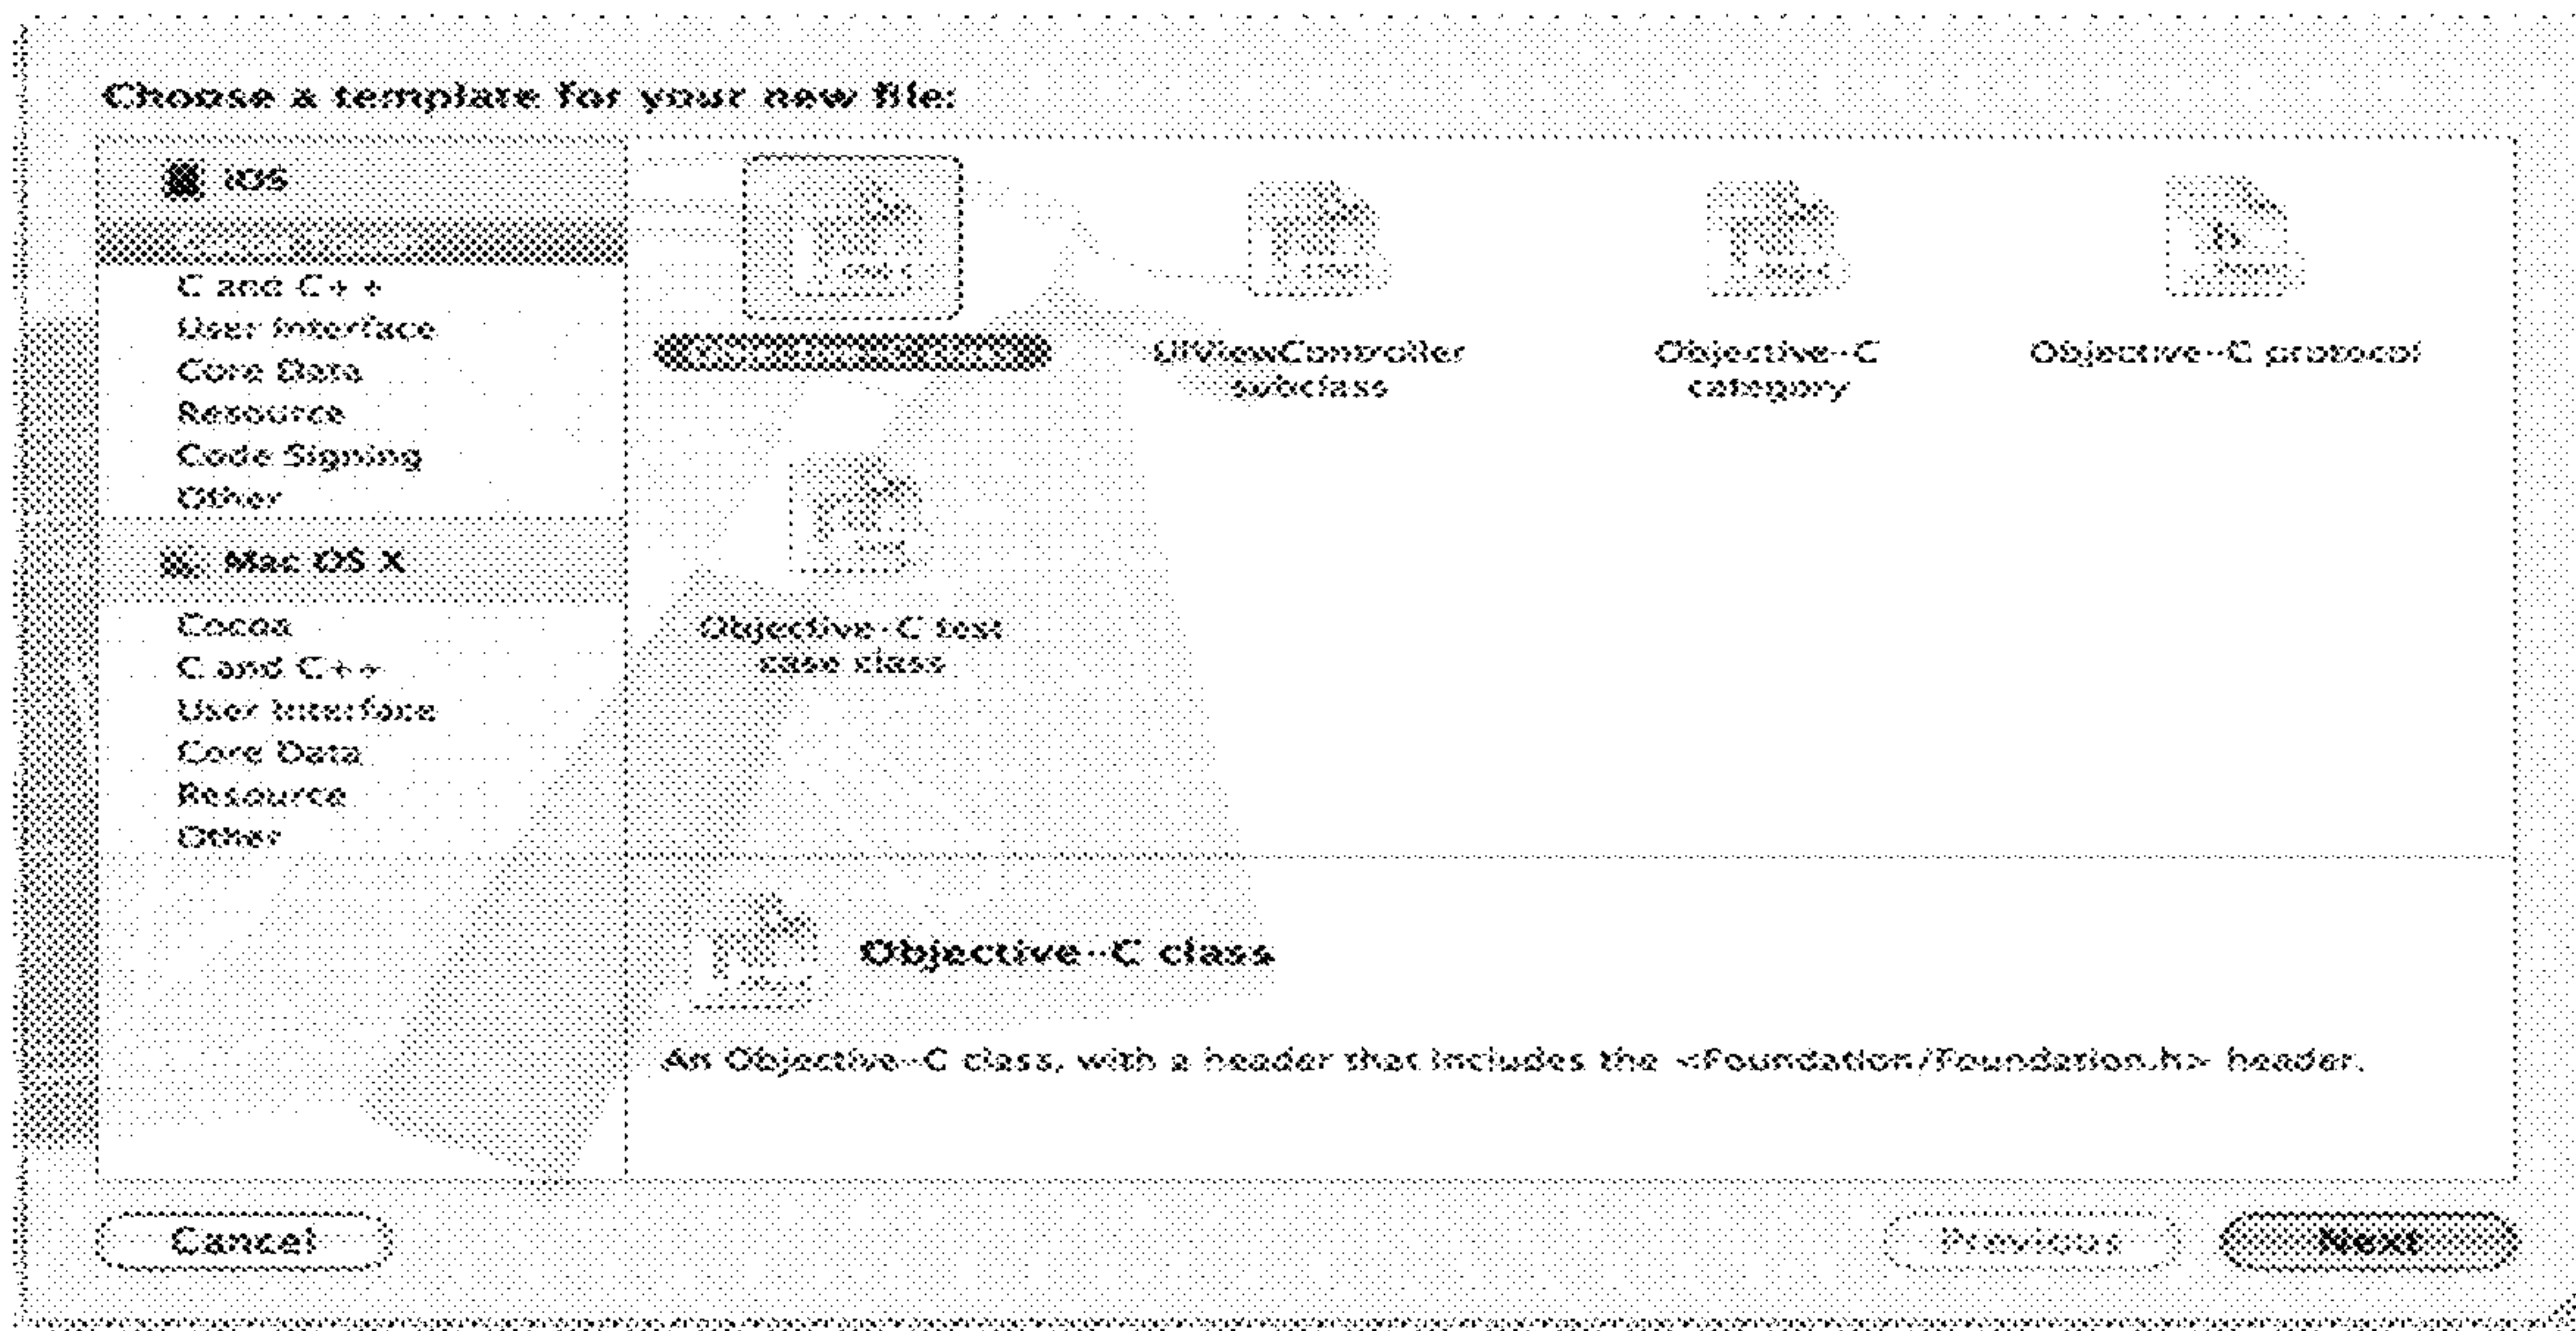 Choose a template for your new file:
iOS
C and C++
User Interface
Core Data
Resource
Code Signing
Other
Mac OS X
Cocoa
C and C++
User Interface
Core Data
Resource
Other
UIViewController
subclass
Objective-C
category
Objective-C protocol
Objective-C test
case class
Objective-C class
An Objective-C class, with a header that includes the <Foundation/Foundation.h> header.
Cancel
Previous
Next